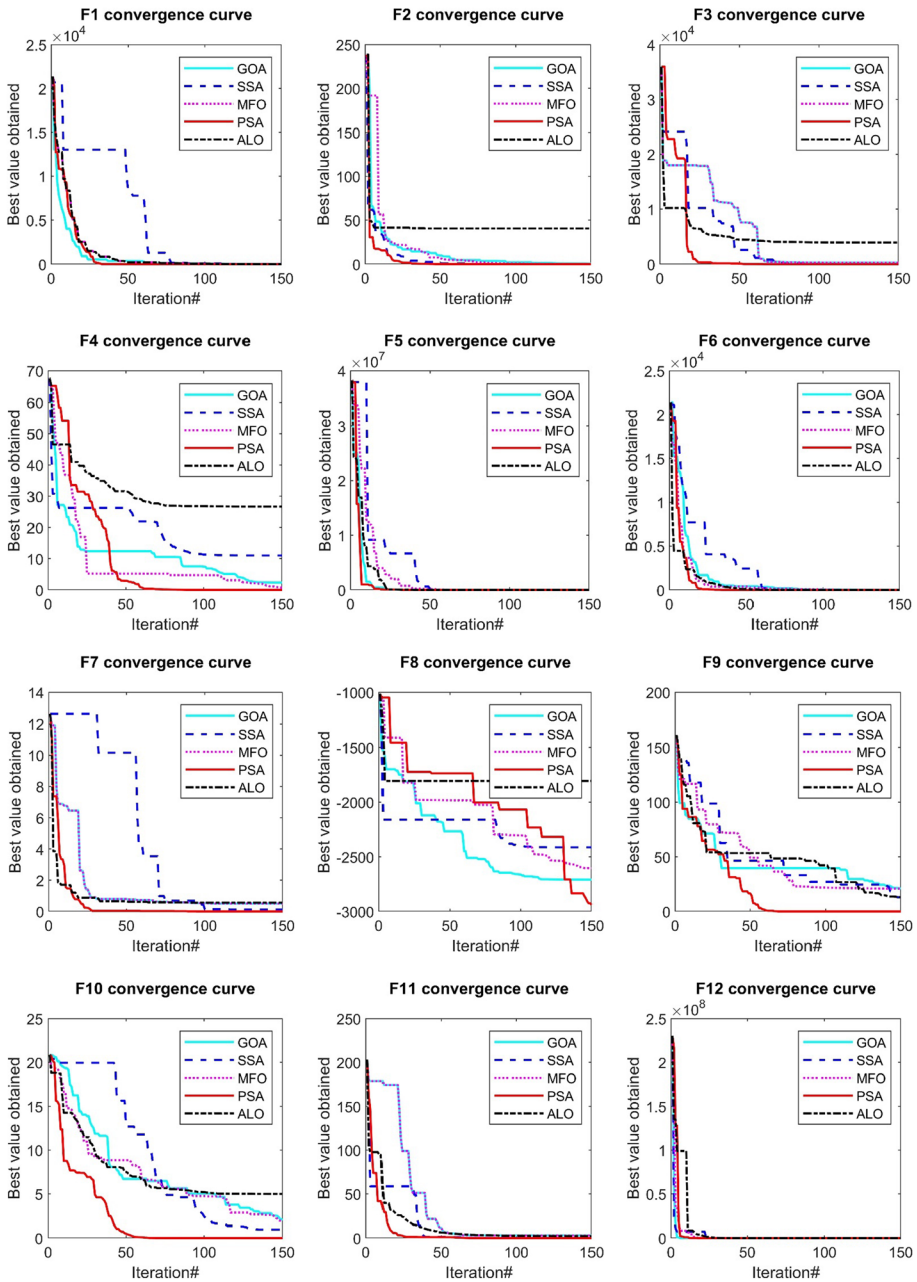 F1 convergence curve
×10^4
2.5
2
1.5
1
0.5
0
0 50 100 150
Best value obtained
Iteration#
GOA
SSA
MFO
PSA
ALO
F2 convergence curve
250
200
150
100
50
0
0 50 100 150
Best value obtained
Iteration#
GOA
SSA
MFO
PSA
ALO
F3 convergence curve
×10^4
4
3
2
1
0
0 50 100 150
Best value obtained
Iteration#
GOA
SSA
MFO
PSA
ALO
F4 convergence curve
70
60
50
40
30
20
10
0
0 50 100 150
Best value obtained
Iteration#
GOA
SSA
MFO
PSA
ALO
F5 convergence curve
×10^7
4
3
2
1
0
0 50 100 150
Best value obtained
Iteration#
GOA
SSA
MFO
PSA
ALO
F6 convergence curve
×10^4
2.5
2
1.5
1
0.5
0
0 50 100 150
Best value obtained
Iteration#
GOA
SSA
MFO
PSA
ALO
F7 convergence curve
14
12
10
8
6
4
2
0
0 50 100 150
Best value obtained
Iteration#
GOA
SSA
MFO
PSA
ALO
F8 convergence curve
-1000
-1500
-2000
-2500
-3000
0 50 100 150
Best value obtained
Iteration#
GOA
SSA
MFO
PSA
ALO
F9 convergence curve
200
150
100
50
0
0 50 100 150
Best value obtained
Iteration#
GOA
SSA
MFO
PSA
ALO
F10 convergence curve
25
20
15
10
5
0
0 50 100 150
Best value obtained
Iteration#
GOA
SSA
MFO
PSA
ALO
F11 convergence curve
250
200
150
100
50
0
0 50 100 150
Best value obtained
Iteration#
GOA
SSA
MFO
PSA
ALO
F12 convergence curve
×10^8
2.5
2
1.5
1
0.5
0
0 50 100 150
Best value obtained
Iteration#
GOA
SSA
MFO
PSA
ALO